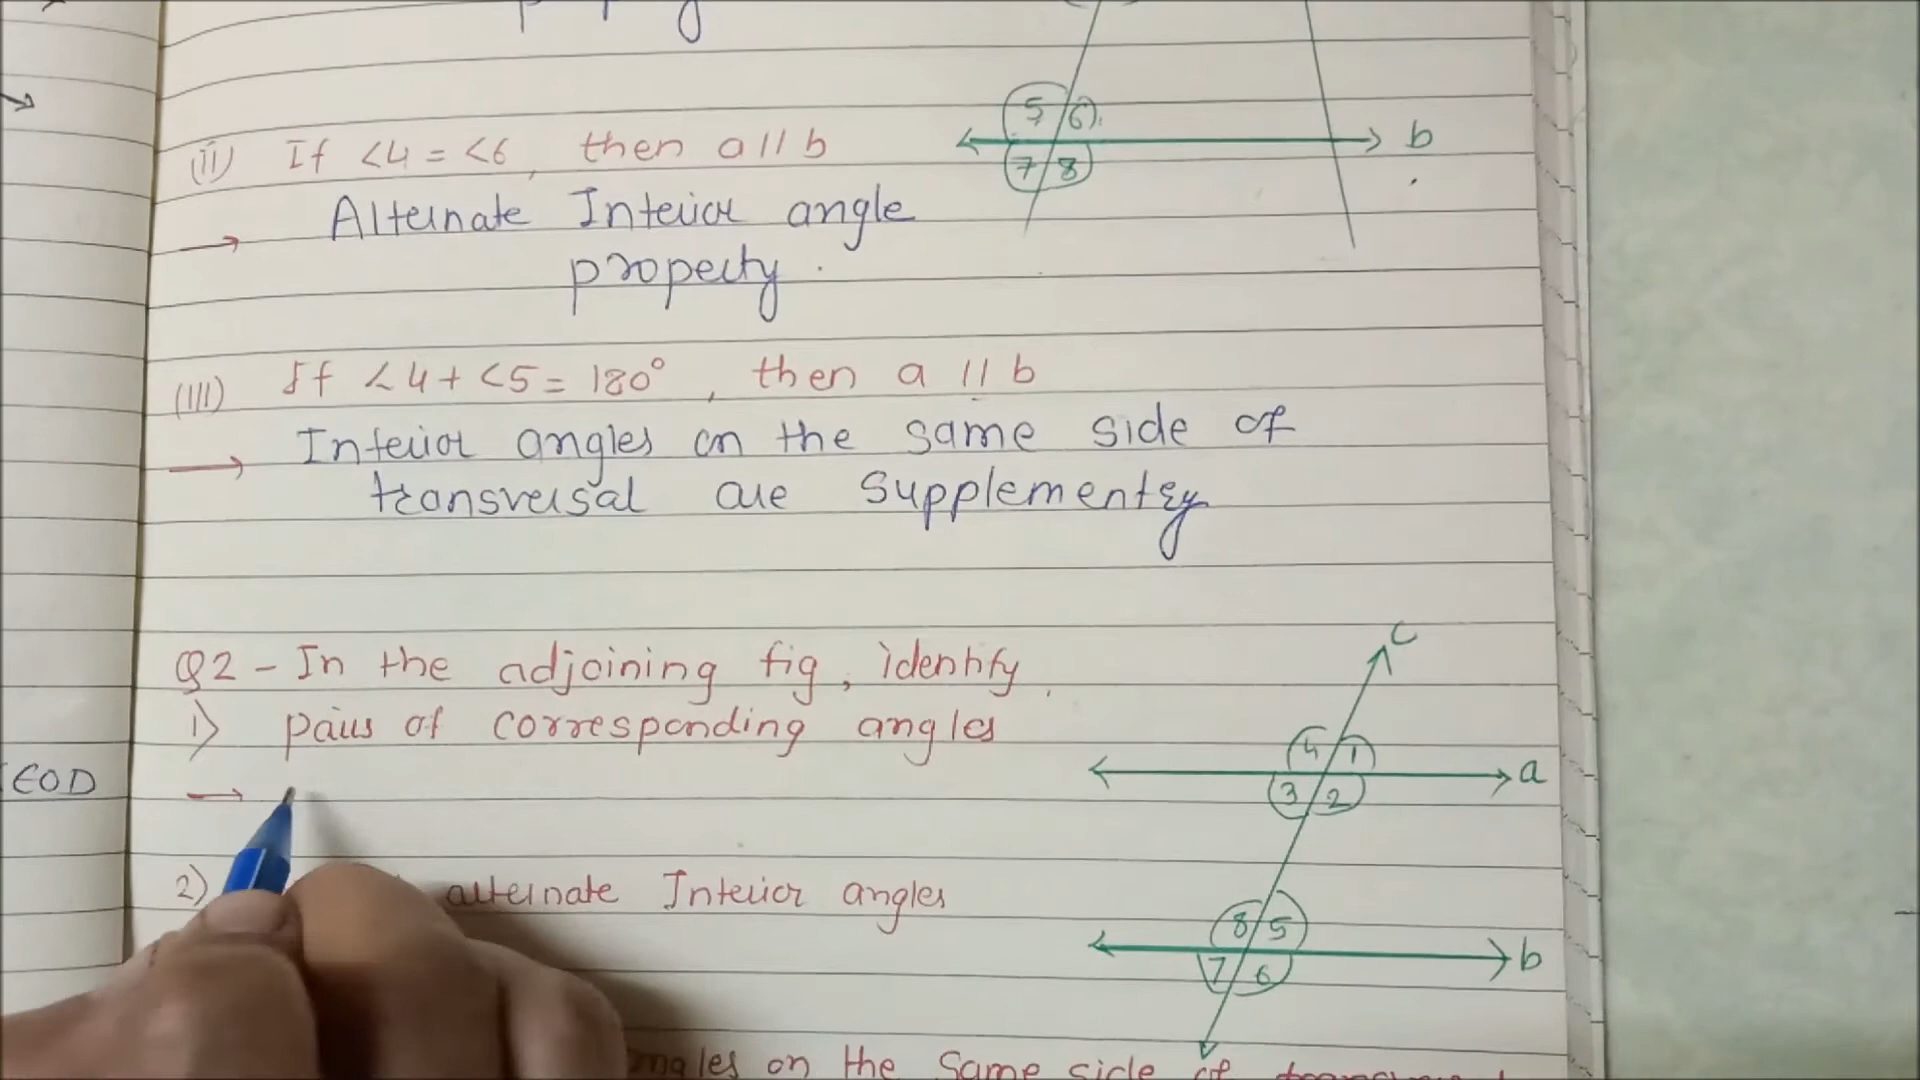 5 6
b
7 8
(ii) If <4 = <6, then a // b
Alternate Interior angle
property.
(III) If <4 + <5 = 180°, then a // b
Interior angles on the same side of
transversal are Supplementry
Q2 - In the adjoining fig, identify
1) pairs of corresponding angles
c
4 1
a
3 2
EOD
2) alternate Interior angles
8 5
b
7 6
angles on the same side of